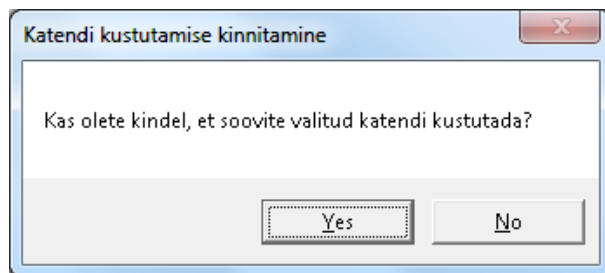 Katendi kustutamise kinnitamine
Kas olete kindel, et soovite valitud katendi kustutada?
Yes
No